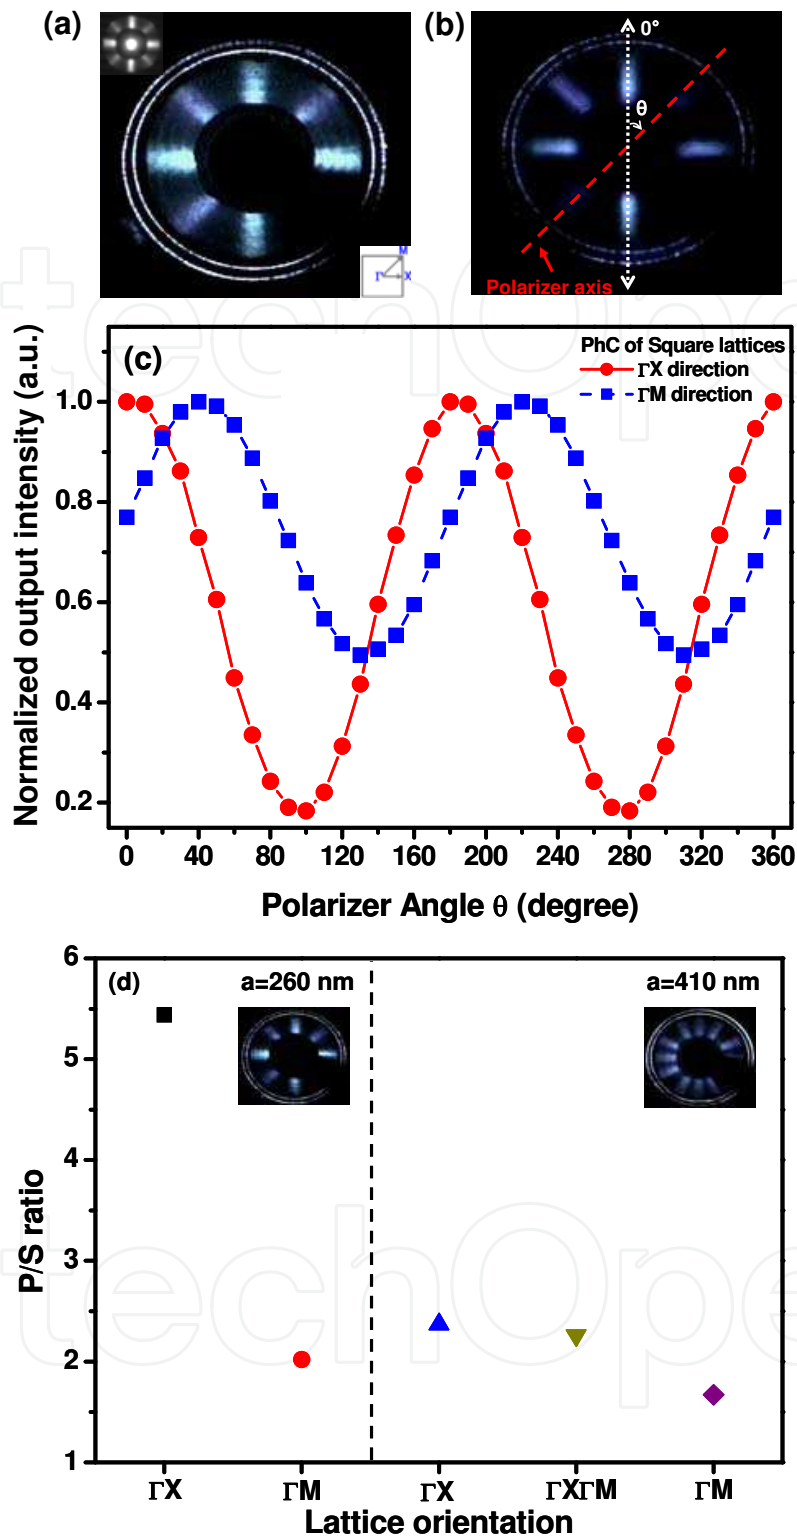 (a)
(b)
0°
θ
M
Γ
X
Polarizer axis
(c)
PhC of Square lattices
ΓX direction
ΓM direction
Normalized output intensity (a.u.)
1.0
0.8
0.6
0.4
0.2
0 40 80 120 160 200 240 280 320 360
Polarizer Angle θ (degree)
(d)
a=260 nm
a=410 nm
P/S ratio
6
5
4
3
2
1
ΓX ΓM ΓX ΓXΓM ΓM
Lattice orientation
techOpe
techOpe